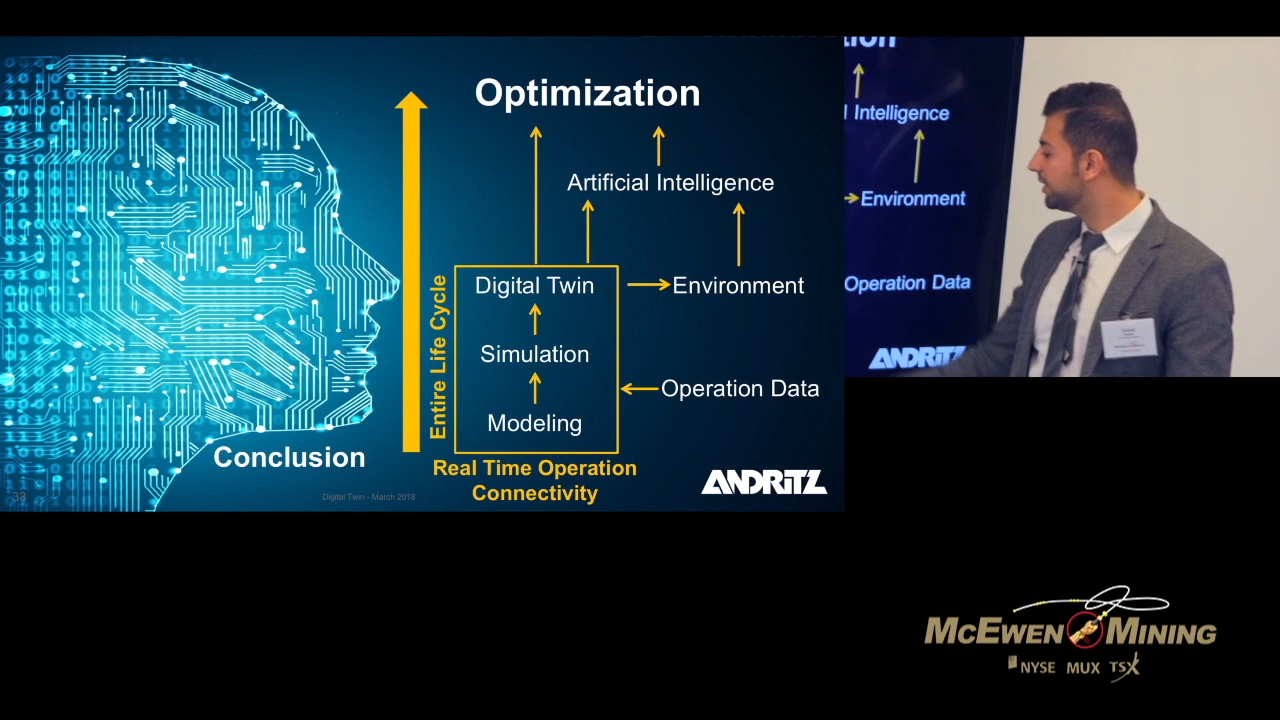 Optimization
Artificial Intelligence
Digital Twin
Environment
Simulation
Operation Data
Modeling
Entire Life Cycle
Real Time Operation
Connectivity
Conclusion
33
Digital Twin - March 2018
ANDRITZ
Intelligence
Environment
Operation Data
ANDRITZ
MCEWEN MINING
NYSE MUX TSX